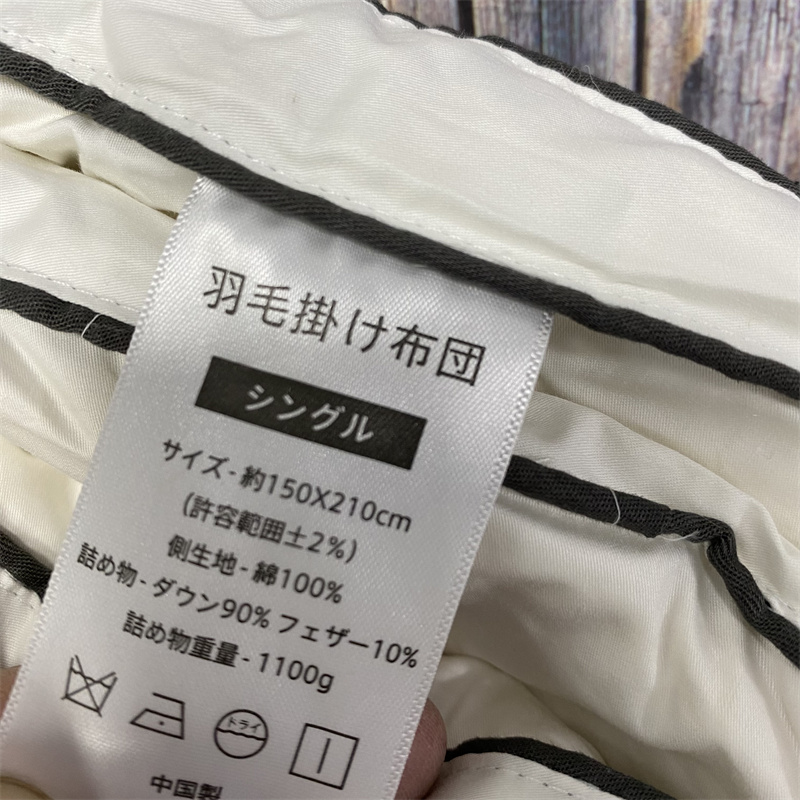 羽毛掛け布団
シングル
サイズ - 約150X210cm
(許容範囲±2%)
側生地 - 綿100%
詰め物 - ダウン90% フェザー10%
詰め物重量 - 1100g
ドライ
中国製